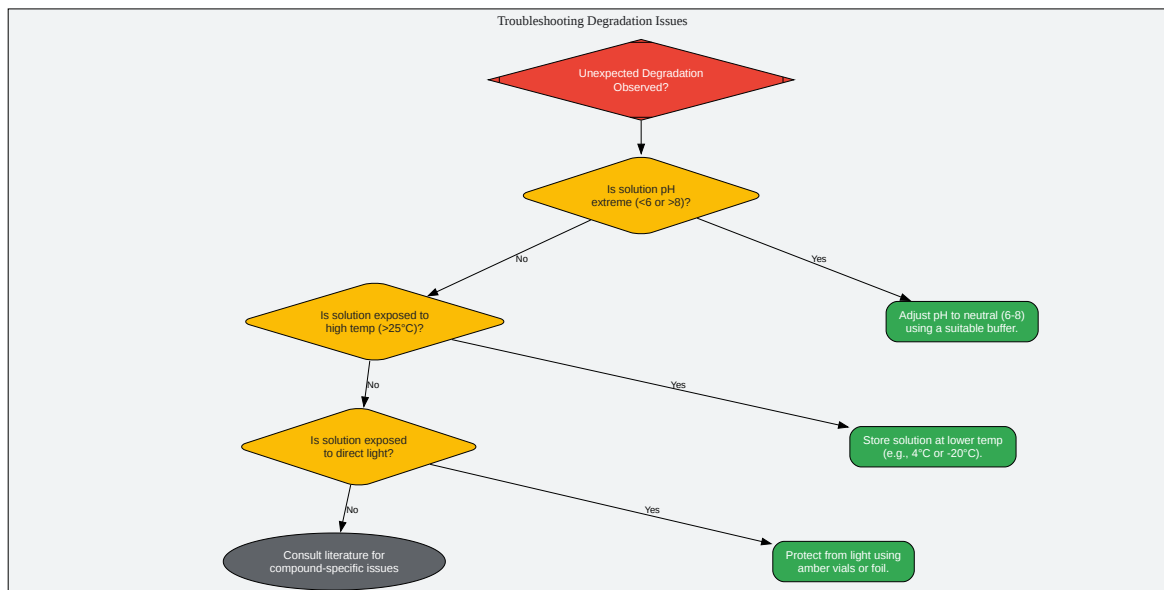 Troubleshooting Degradation Issues
Unexpected Degradation
Observed?
Is solution pH
extreme (<6 or >8)?
No
Yes
Is solution exposed to
high temp (>25°C)?
Adjust pH to neutral (6-8)
using a suitable buffer.
No
Yes
Is solution exposed
to direct light?
Store solution at lower temp
(e.g., 4°C or -20°C).
No
Yes
Consult literature for
compound-specific issues
Protect from light using
amber vials or foil.